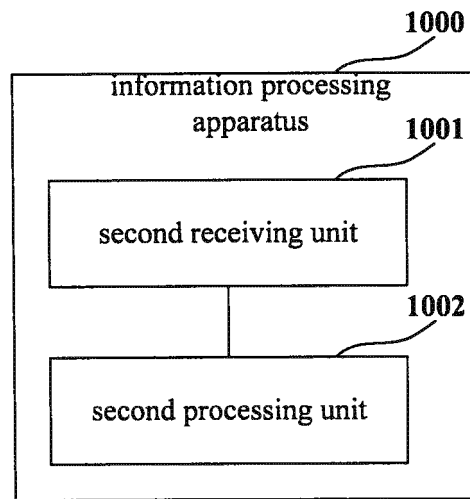 1000
information processing
apparatus
1001
second receiving unit
1002
second processing unit